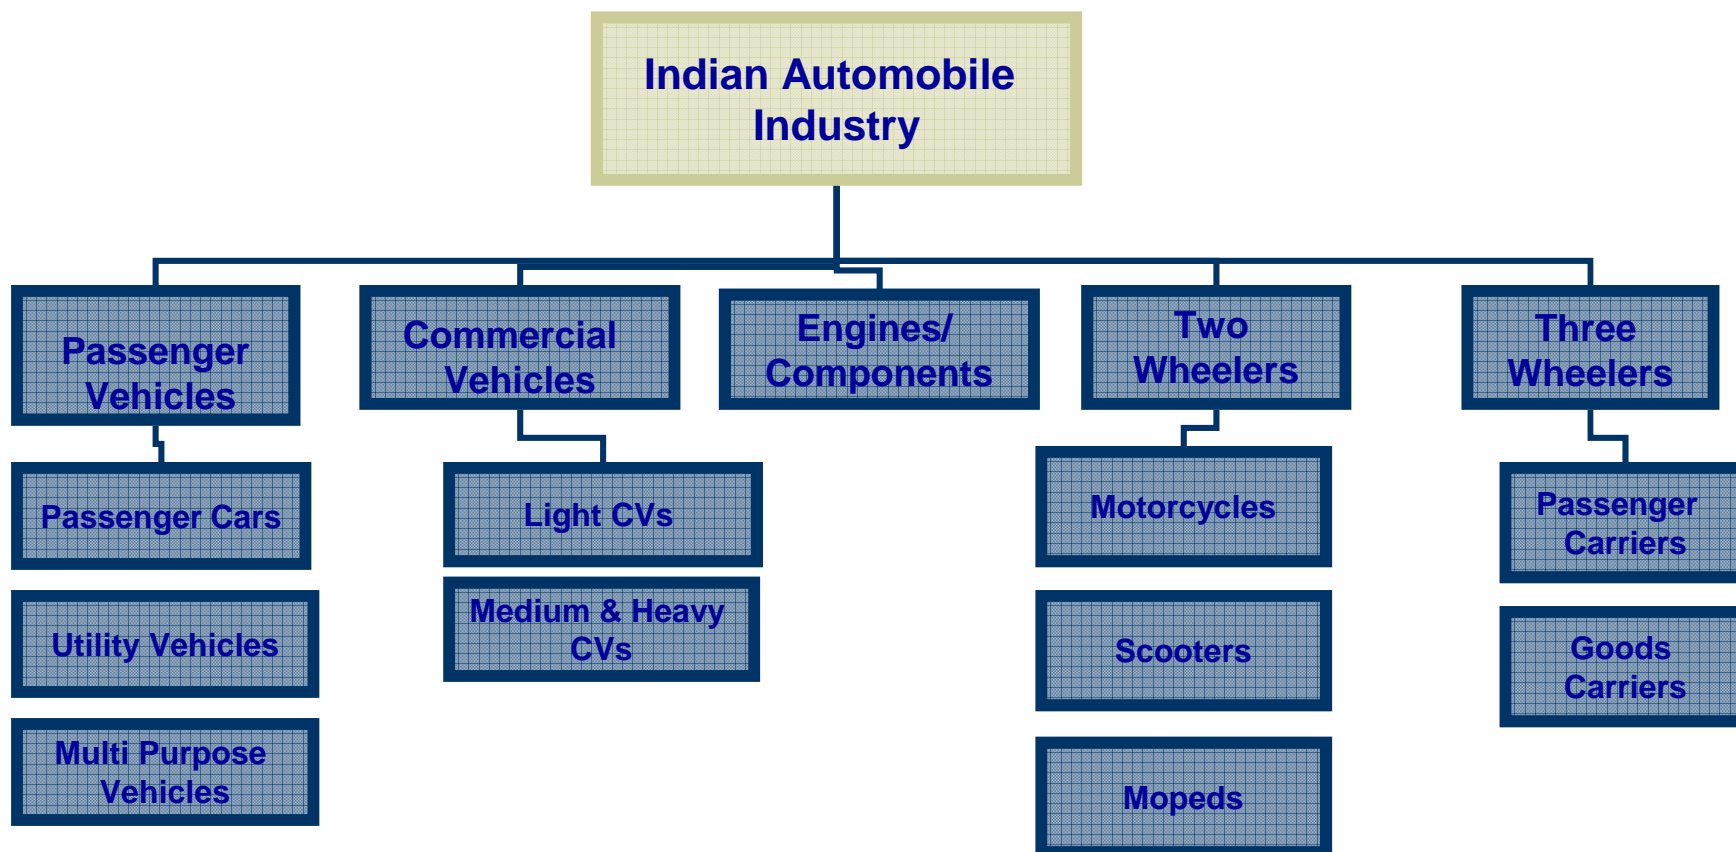 Indian Automobile
Industry
Passenger
Vehicles
Commercial
Vehicles
Engines/
Components
Two
Wheelers
Three
Wheelers
Passenger Cars
Light CVs
Motorcycles
Passenger
Carriers
Utility Vehicles
Medium & Heavy
CVs
Scooters
Goods
Carriers
Multi Purpose
Vehicles
Mopeds